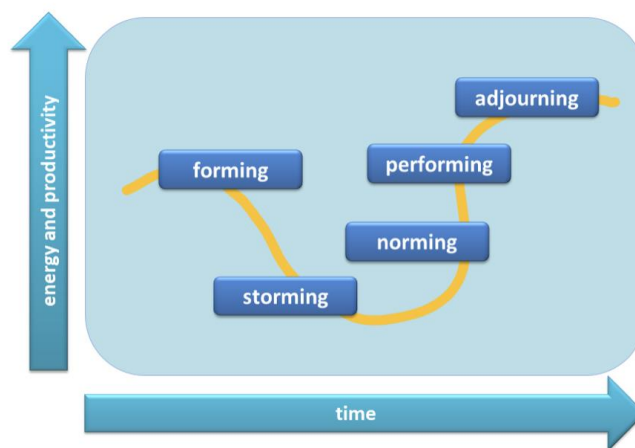 energy and productivity
adjourning
forming
performing
norming
storming
time